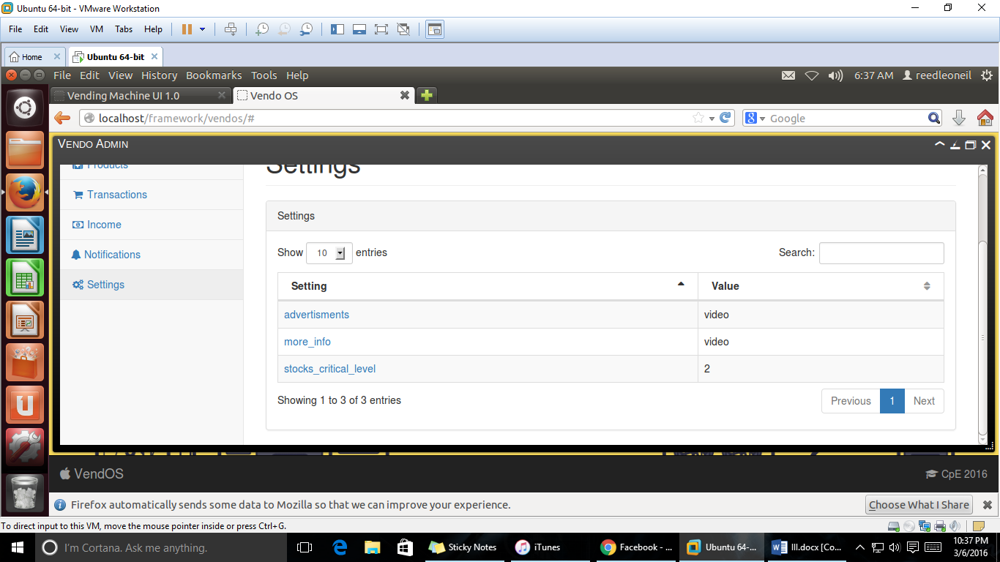 Ubuntu 64-bit - VMware Workstation
File Edit View VM Tabs Help
Home Ubuntu 64-bit
File Edit View History Bookmarks Tools Help 6:37 AM reedleoneil
Vending Machine UI 1.0 Vendo OS
localhost/framework/vendos/# Google
Vendo Admin
Products
Settings
Transactions
Income
Notifications
Settings
Settings
Show 10 entries Search:
Setting Value
advertisments video
more_info video
stocks_critical_level 2
Showing 1 to 3 of 3 entries Previous 1 Next
VendOS CpE 2016
Firefox automatically sends some data to Mozilla so that we can improve your experience. Choose What I Share
To direct input to this VM, move the mouse pointer inside or press Ctrl+G.
I'm Cortana. Ask me anything. Sticky Notes iTunes Facebook - ... Ubuntu 64-... III.docx [Co... 10:37 PM
3/6/2016